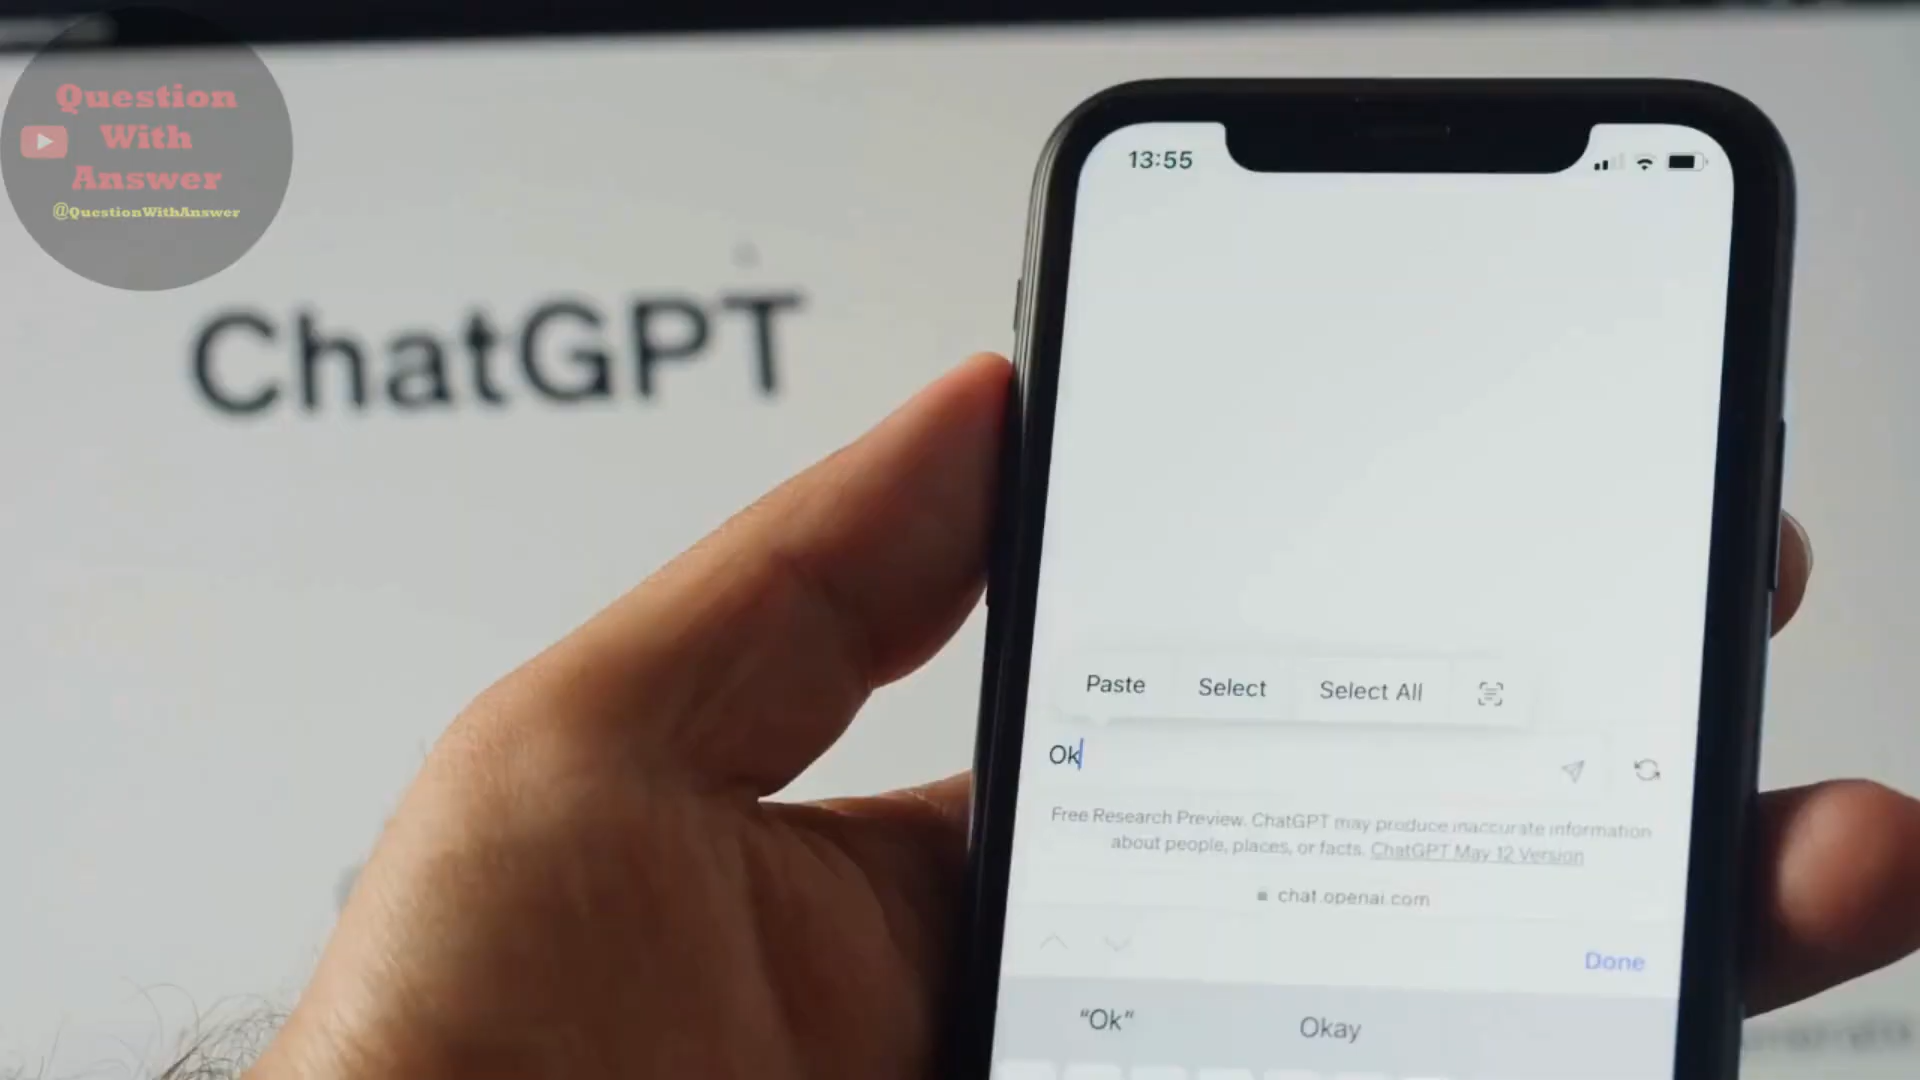 Question
With
Answer
@QuestionWithAnswer
ChatGPT
13:55
Paste Select Select All
Ok
Free Research Preview. ChatGPT may produce inaccurate information
about people, places, or facts. ChatGPT May 12 Version
chat.openai.com
Done
“Ok” Okay